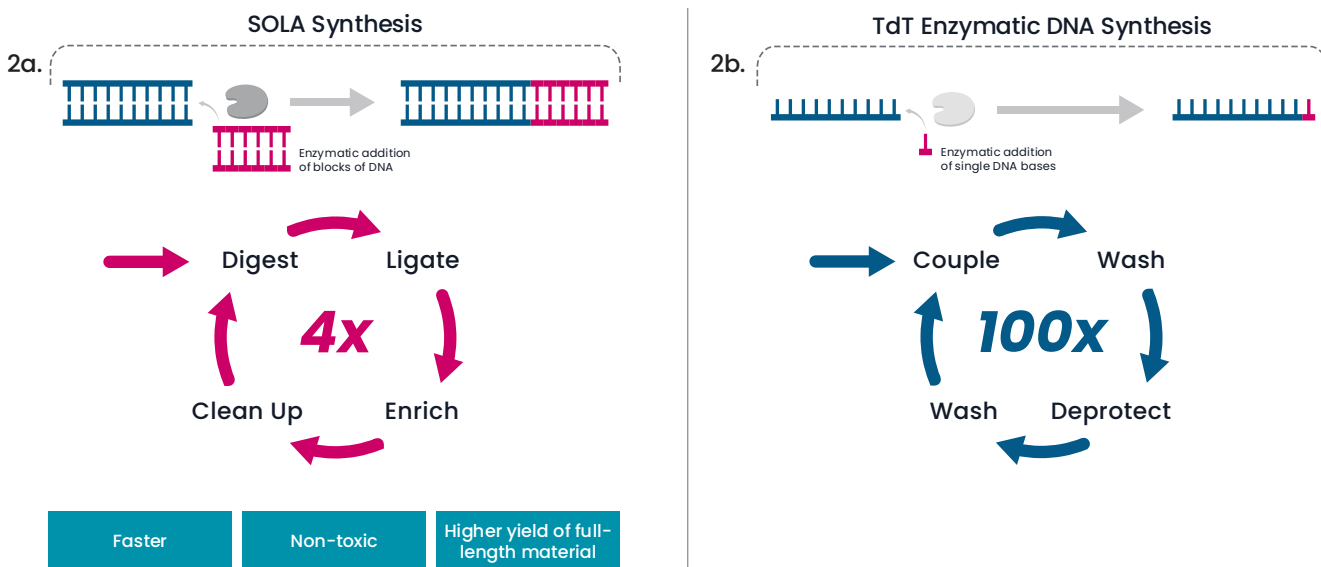 SOLA Synthesis
2a.
Enzymatic addition
of blocks of DNA
Digest
Ligate
4x
Clean Up
Enrich
Faster
Non-toxic
Higher yield of full-
length material
TdT Enzymatic DNA Synthesis
2b.
Enzymatic addition
of single DNA bases
Couple
Wash
100x
Wash
Deprotect